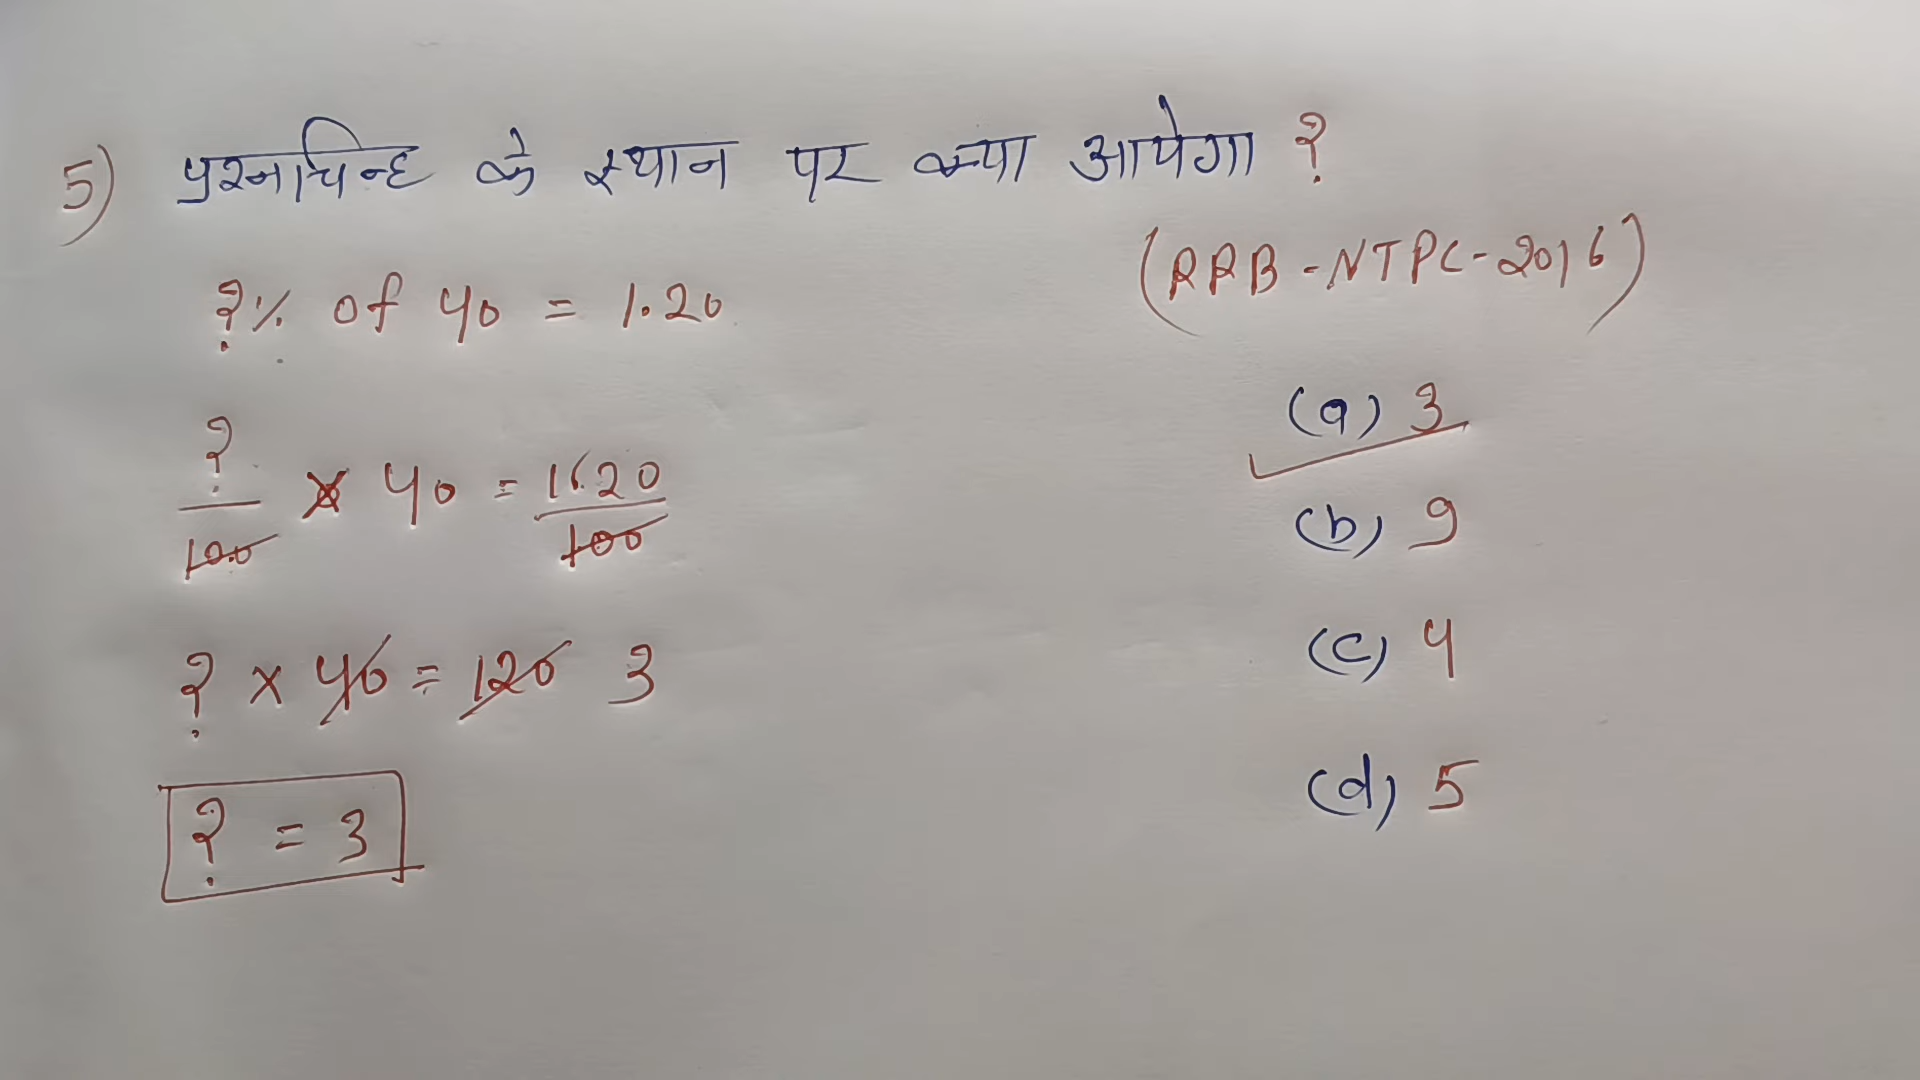 5) प्रश्नचिन्ह के स्थान पर क्या आयेगा ?
(RRB-NTPC-2016)
?% of 40 = 1.20
?/100 × 40 = 1.20/100
? × 40 = 120 3
? = 3
(a) 3
(b) 9
(c) 4
(d) 5